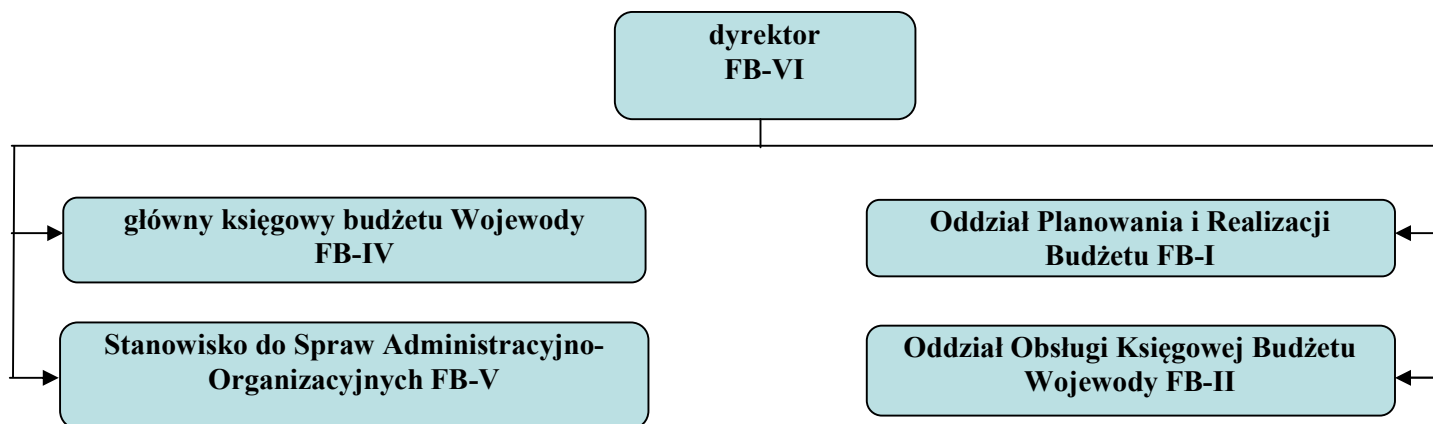 dyrektor
FB-VI
główny księgowy budżetu Wojewody
FB-IV
Oddział Planowania i Realizacji
Budżetu FB-I
Stanowisko do Spraw Administracyjno-
Organizacyjnych FB-V
Oddział Obsługi Księgowej Budżetu
Wojewody FB-II